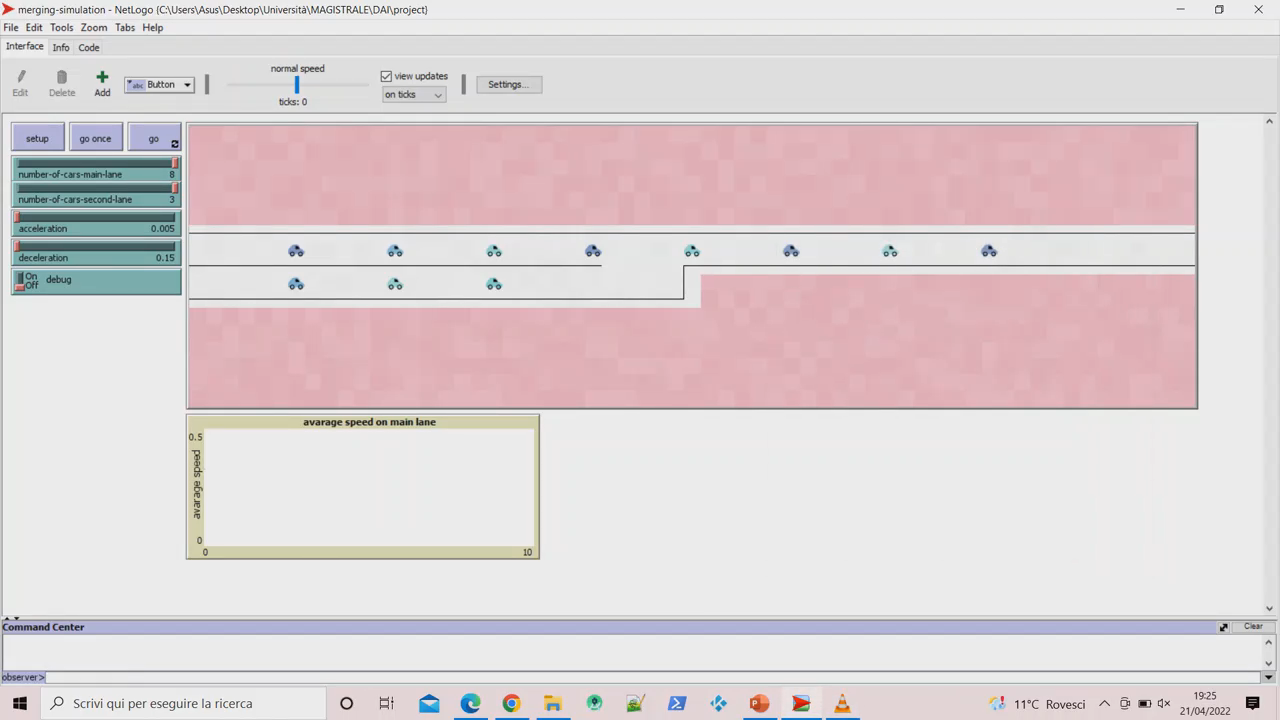 merging-simulation - NetLogo {C:\Users\Asus\Desktop\Università\MAGISTRALE\DAI\project}
File Edit Tools Zoom Tabs Help
Interface Info Code
normal speed
view updates
Edit Delete Add abc Button
on ticks
Settings...
ticks: 0
setup go once go
number-of-cars-main-lane 8
number-of-cars-second-lane 3
acceleration 0.005
deceleration 0.15
On
Off
debug
avarage speed on main lane
0.5
avarage speed
0
0 10
Command Center
Clear
observer>
Scrivi qui per eseguire la ricerca
11°C Rovesci
19:25
21/04/2022